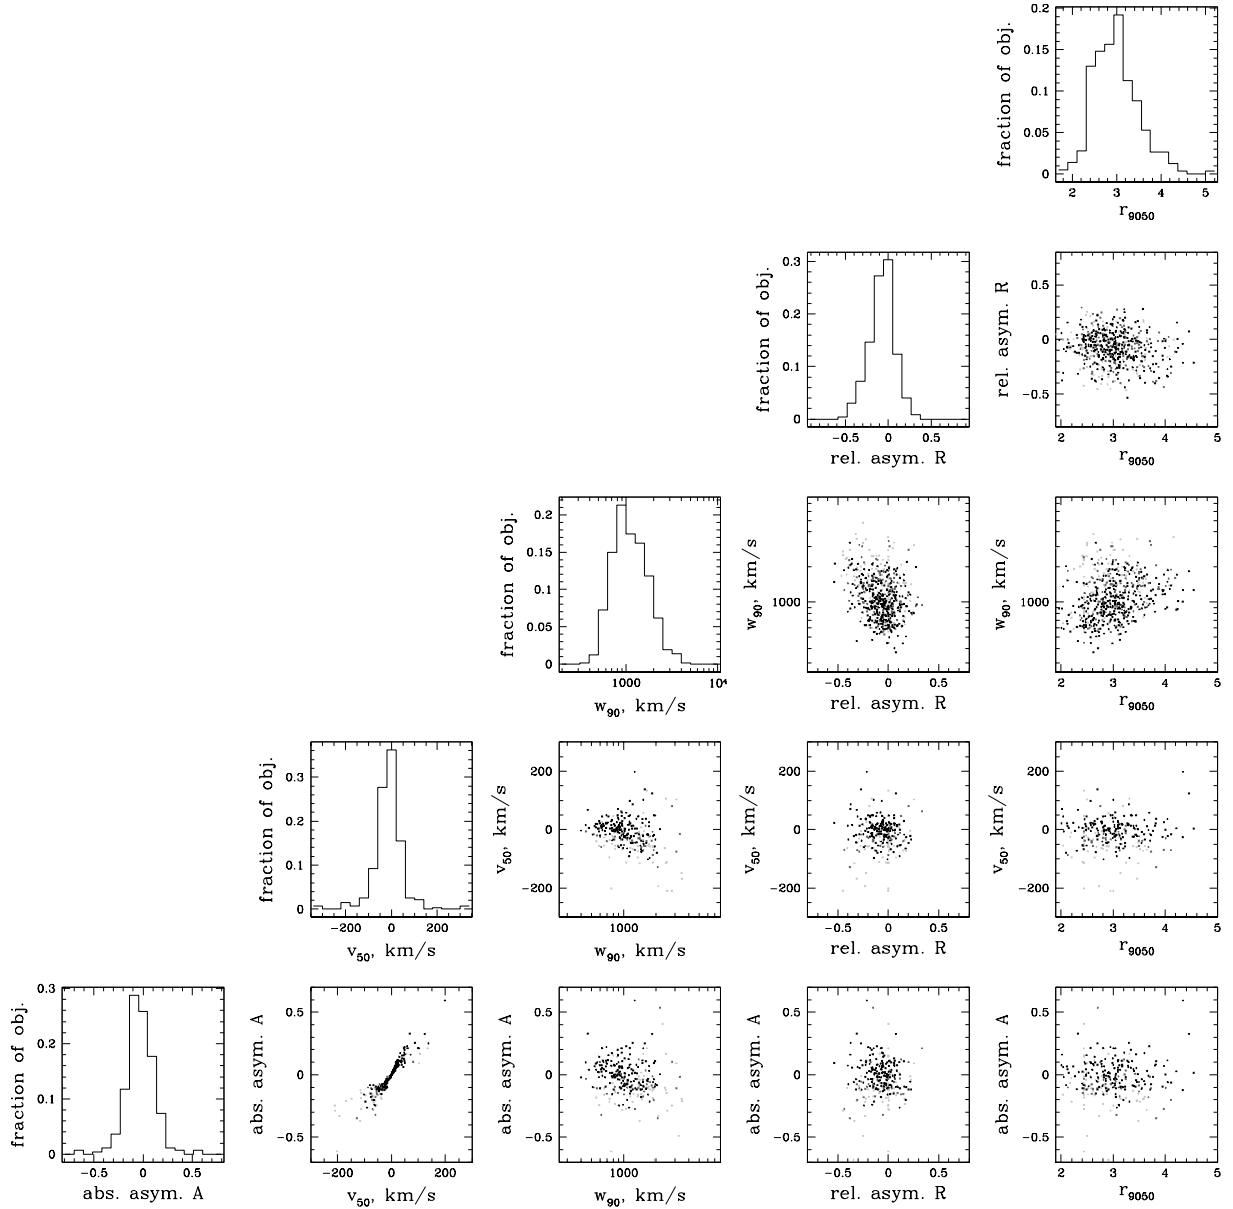 0.2
0.15
0.1
0.05
0
fraction of obj.
2 3 4 5
r9050
0.3
0.2
0.1
0
fraction of obj.
−0.5 0 0.5
rel. asym. R
0.5
0
−0.5
rel. asym. R
2 3 4 5
r9050
0.2
0.15
0.1
0.05
0
fraction of obj.
1000 10⁴
w90, km/s
1000
w90, km/s
−0.5 0 0.5
rel. asym. R
1000
w90, km/s
2 3 4 5
r9050
0.3
0.2
0.1
0
fraction of obj.
−200 0 200
v50, km/s
200
0
−200
v50, km/s
1000
w90, km/s
200
0
−200
v50, km/s
−0.5 0 0.5
rel. asym. R
200
0
−200
v50, km/s
2 3 4 5
r9050
0.3
0.2
0.1
0
fraction of obj.
−0.5 0 0.5
abs. asym. A
0.5
0
−0.5
abs. asym. A
−200 0 200
v50, km/s
0.5
0
−0.5
abs. asym. A
1000
w90, km/s
0.5
0
−0.5
abs. asym. A
−0.5 0 0.5
rel. asym. R
0.5
0
−0.5
abs. asym. A
2 3 4 5
r9050